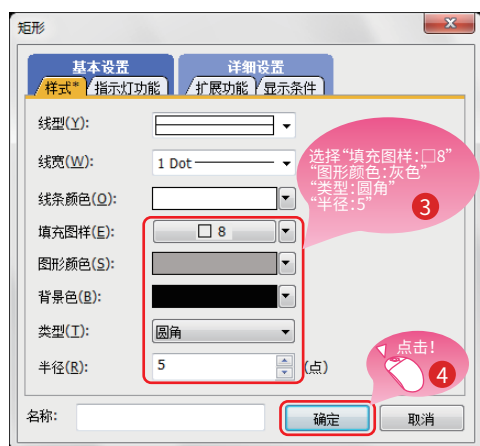 矩形
基本设置 详细设置
样式* 指示灯功能 扩展功能 显示条件
线型(Y):
线宽(W): 1 Dot
线条颜色(O):
填充图样(E): □ 8
图形颜色(S):
背景色(B):
类型(T): 圆角
半径(R): 5 (点)
选择“填充图样:□8”
“图形颜色:灰色”
“类型:圆角”
“半径:5”
3
点击!
4
名称: 确定 取消